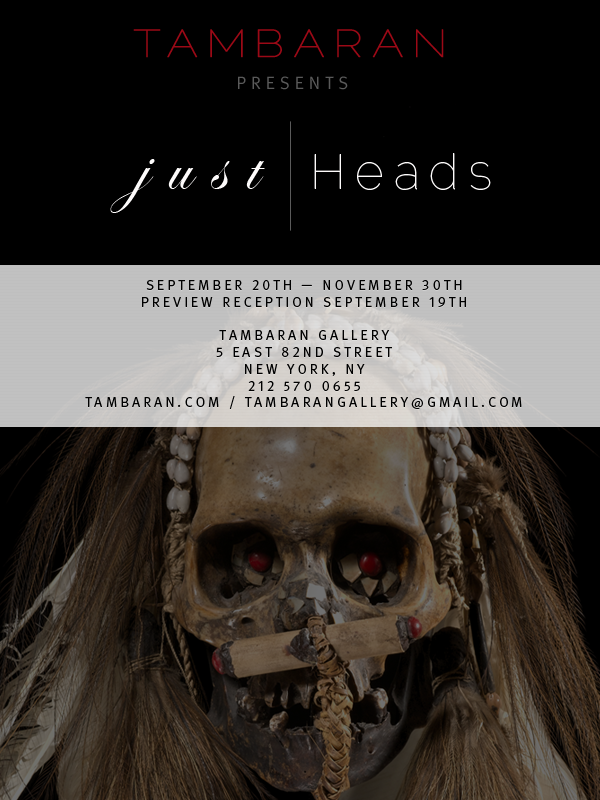 TAMBARAN
PRESENTS
just Heads
SEPTEMBER 20TH — NOVEMBER 30TH
PREVIEW RECEPTION SEPTEMBER 19TH
TAMBARAN GALLERY
5 EAST 82ND STREET
NEW YORK, NY
212 570 0655
TAMBARAN.COM / TAMBARANGALLERY@GMAIL.COM